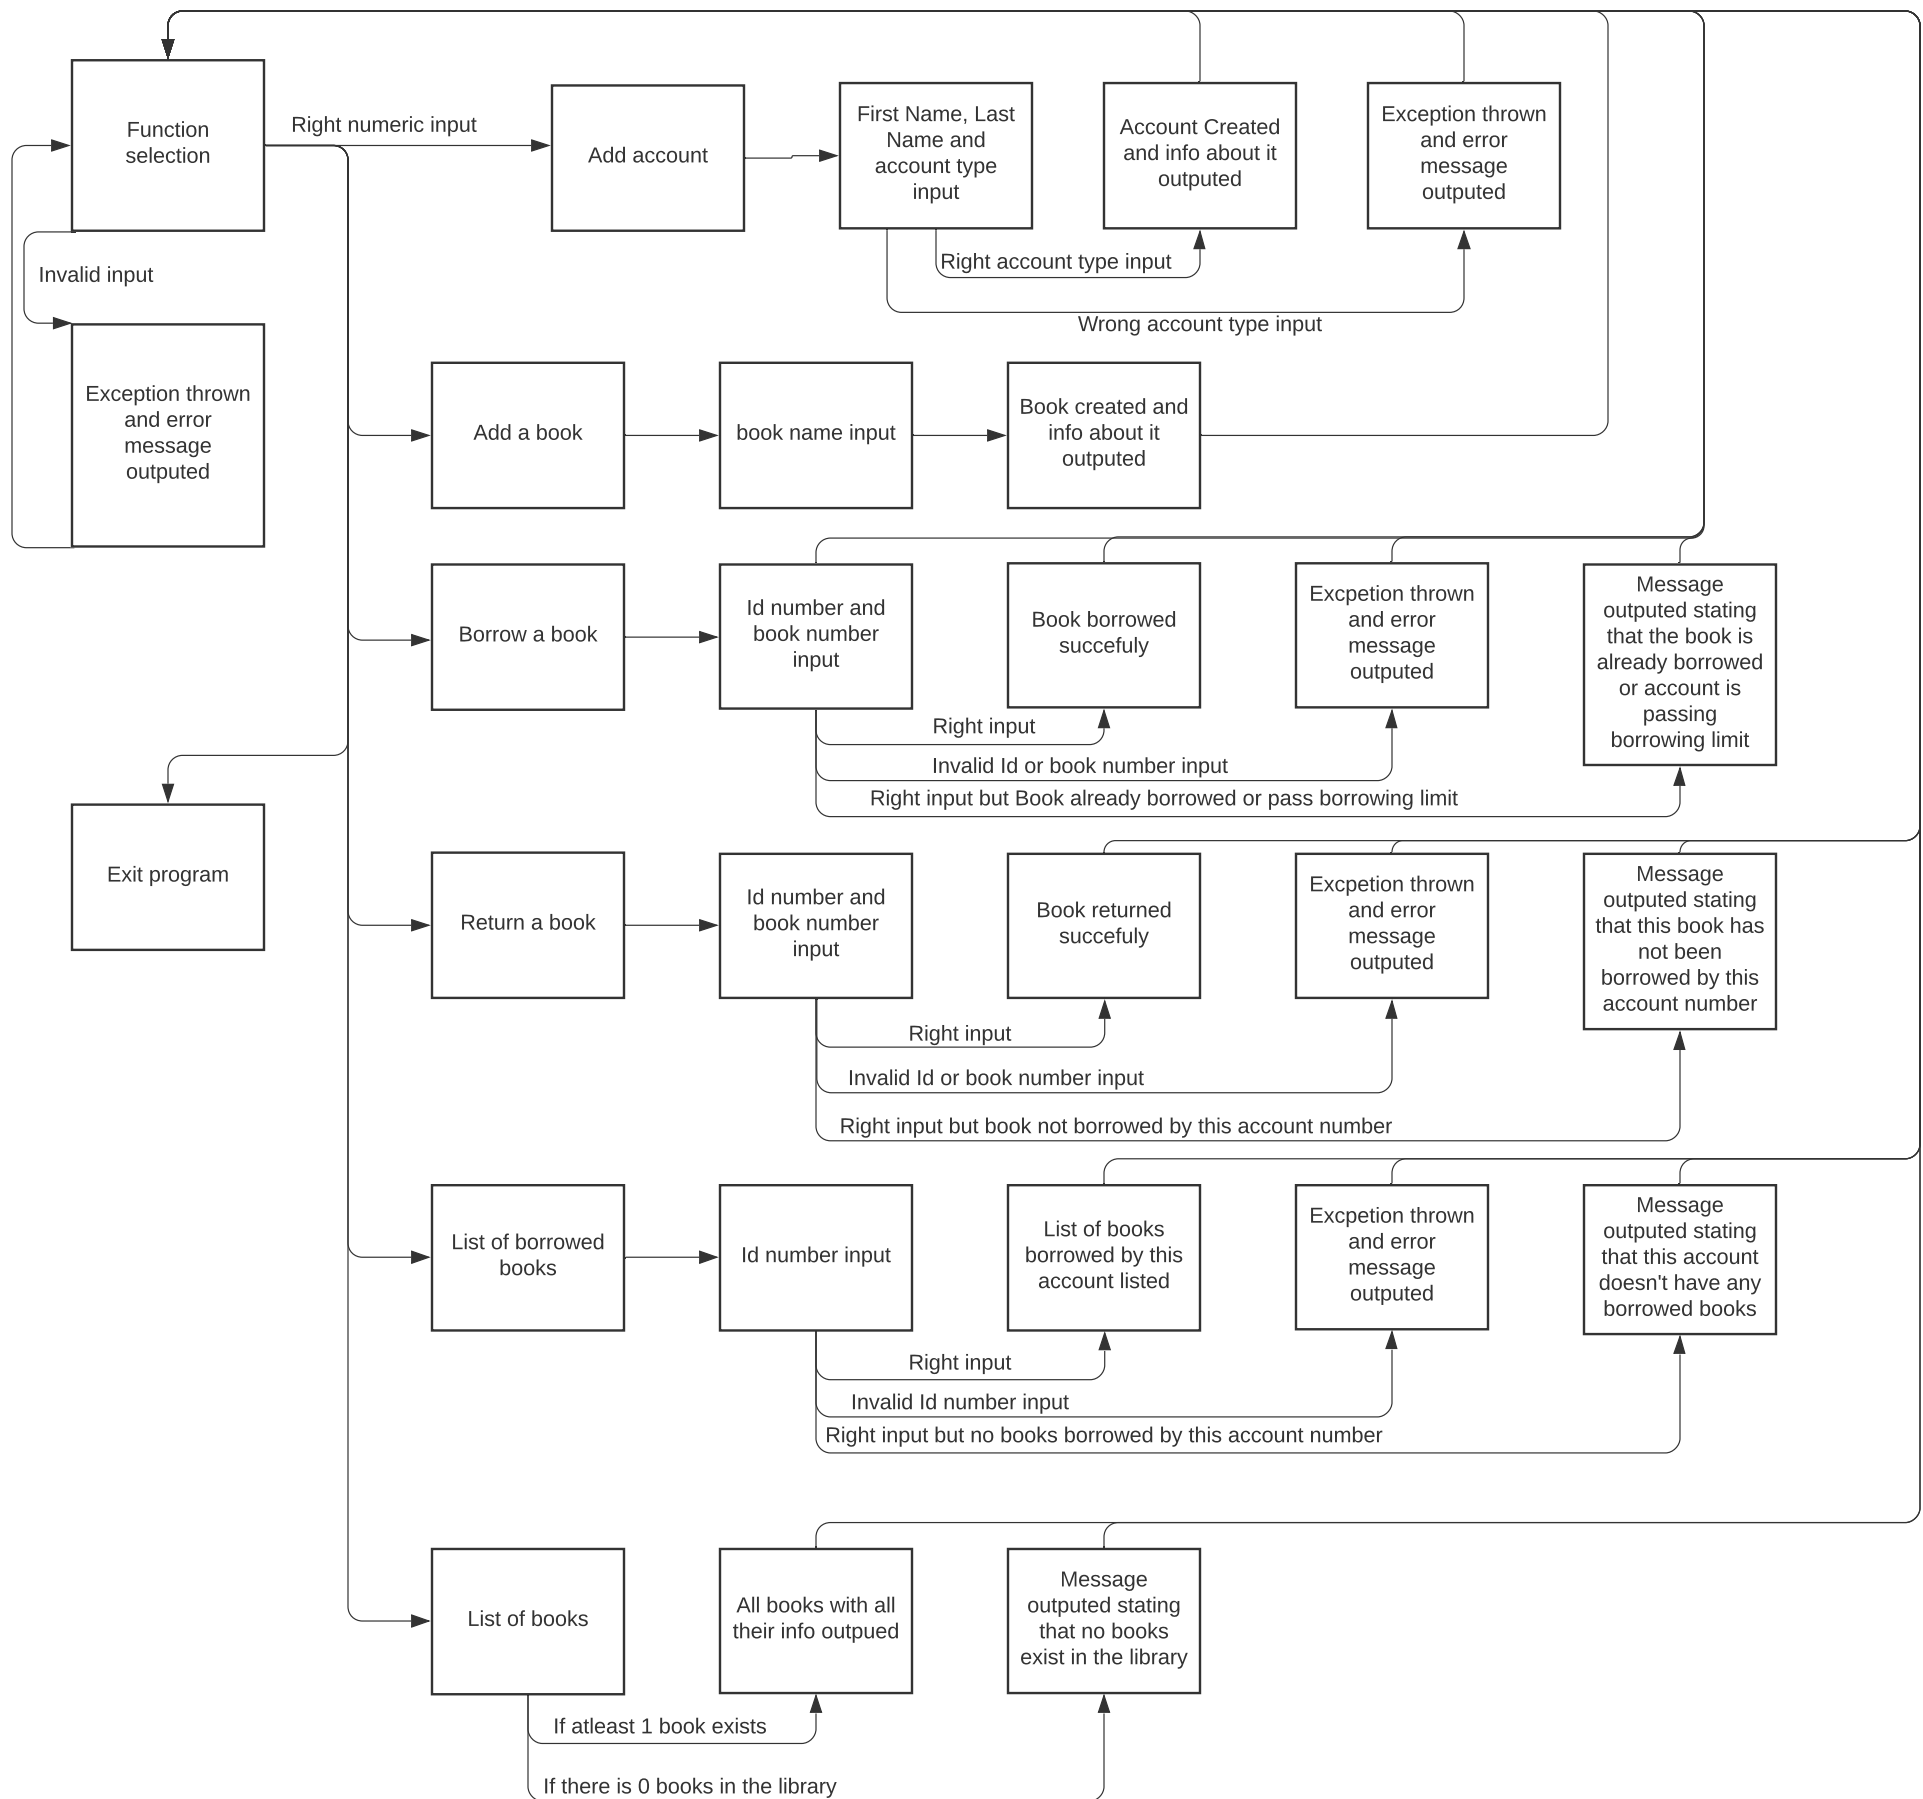 Function
selection
Right numeric input
Add account
First Name, Last
Name and
account type
input
Account Created
and info about it
outputed
Exception thrown
and error
message
outputed
Right account type input
Wrong account type input
Invalid input
Exception thrown
and error
message
outputed
Add a book
book name input
Book created and
info about it
outputed
Borrow a book
Id number and
book number
input
Book borrowed
succefuly
Excpetion thrown
and error
message
outputed
Message
outputed stating
that the book is
already borrowed
or account is
passing
borrowing limit
Right input
Invalid Id or book number input
Right input but Book already borrowed or pass borrowing limit
Exit program
Return a book
Id number and
book number
input
Book returned
succefuly
Excpetion thrown
and error
message
outputed
Message
outputed stating
that this book has
not been
borrowed by this
account number
Right input
Invalid Id or book number input
Right input but book not borrowed by this account number
List of borrowed
books
Id number input
List of books
borrowed by this
account listed
Excpetion thrown
and error
message
outputed
Message
outputed stating
that this account
doesn't have any
borrowed books
Right input
Invalid Id number input
Right input but no books borrowed by this account number
List of books
All books with all
their info outpued
Message
outputed stating
that no books
exist in the library
If atleast 1 book exists
If there is 0 books in the library